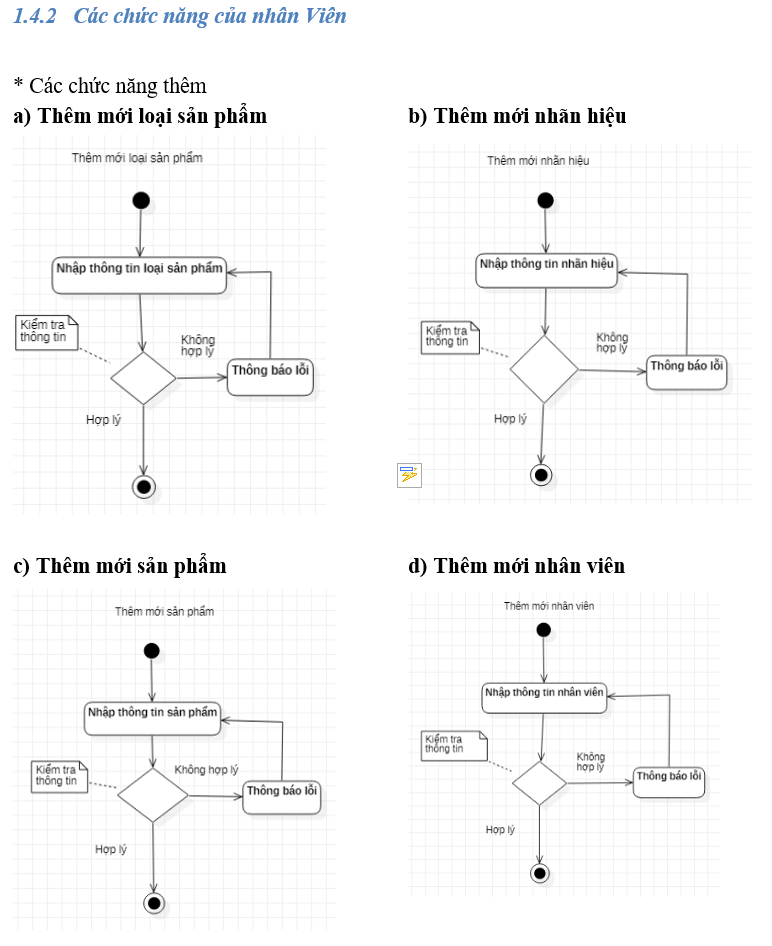 1.4.2 Các chức năng của nhân Viên
* Các chức năng thêm
a) Thêm mới loại sản phẩm
Thêm mới loại sản phẩm
Nhập thông tin loại sản phẩm
Kiểm tra
thông tin
Không
hợp lý
Thông báo lỗi
Hợp lý
b) Thêm mới nhãn hiệu
Thêm mới nhãn hiệu
Nhập thông tin nhãn hiệu
Kiểm tra
thông tin
Không
hợp lý
Thông báo lỗi
Hợp lý
c) Thêm mới sản phẩm
Thêm mới sản phẩm
Nhập thông tin sản phẩm
Kiểm tra
thông tin
Không hợp lý
Thông báo lỗi
Hợp lý
d) Thêm mới nhân viên
Thêm mới nhân viên
Nhập thông tin nhân viên
Kiểm tra
thông tin
Không
hợp lý
Thông báo lỗi
Hợp lý